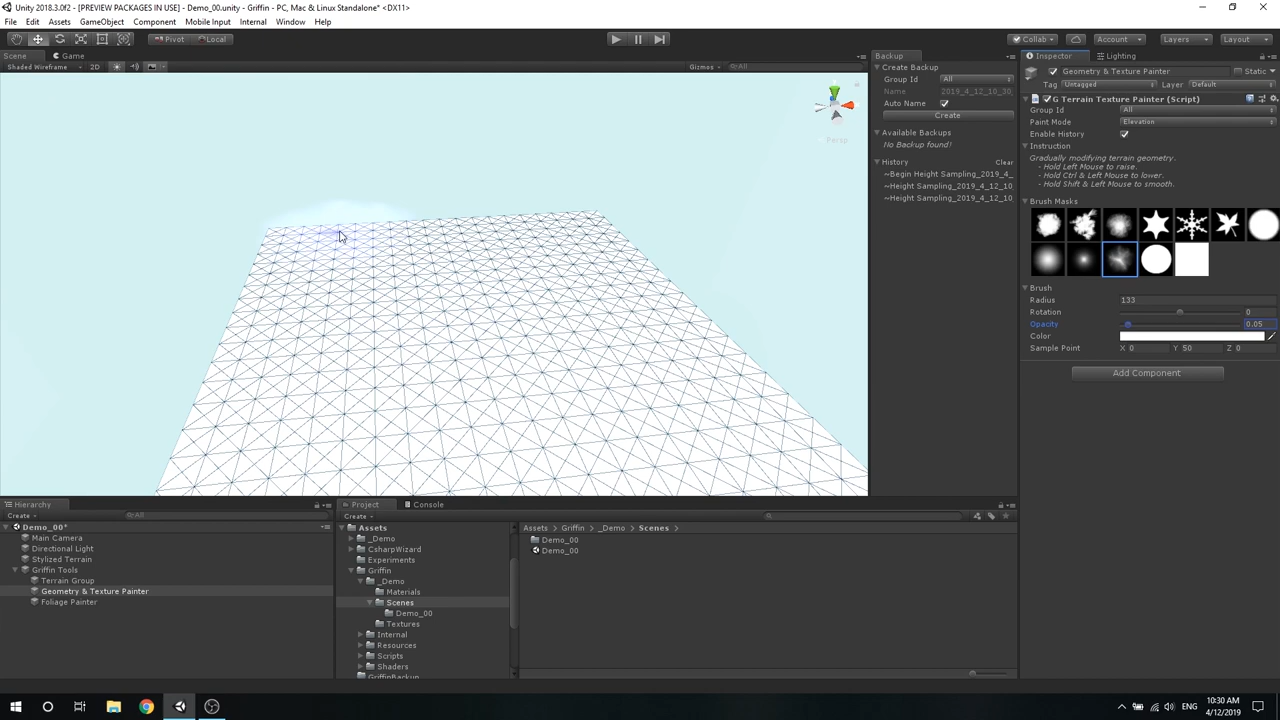 Unity 2018.3.0f2 - [PREVIEW PACKAGES IN USE] - Demo_00.unity - Griffin - PC, Mac & Linux Standalone* <DX11>
File Edit Assets GameObject Component Mobile Input Internal Window Help
Pivot Local Collab Account Layers Layout
Scene Game
Shaded Wireframe 2D Gizmos All
Persp
Backup
Create Backup
Group Id All
Name 2019_4_12_10_30_
Auto Name
Create
Available Backups
No Backup found!
History Clear
~Begin Height Sampling_2019_4_
~Height Sampling_2019_4_12_10_
~Height Sampling_2019_4_12_10_
Inspector Lighting
Geometry & Texture Painter Static
Tag Untagged Layer Default
G Terrain Texture Painter (Script)
Group Id All
Paint Mode Elevation
Enable History
Instruction
Gradually modifying terrain geometry.
- Hold Left Mouse to raise.
- Hold Ctrl & Left Mouse to lower.
- Hold Shift & Left Mouse to smooth.
Brush Masks
Brush
Radius 133
Rotation 0
Opacity 0.05
Color
Sample Point X 0 Y 50 Z 0
Add Component
Hierarchy
Create All
Demo_00*
Main Camera
Directional Light
Stylized Terrain
Griffin Tools
Terrain Group
Geometry & Texture Painter
Foliage Painter
Project Console
Create
Assets
_Demo
CsharpWizard
Experiments
Griffin
_Demo
Materials
Scenes
Demo_00
Textures
Internal
Resources
Scripts
Shaders
GriffinBackup
Assets > Griffin > _Demo > Scenes >
Demo_00
Demo_00
ENG
10:30 AM
4/12/2019